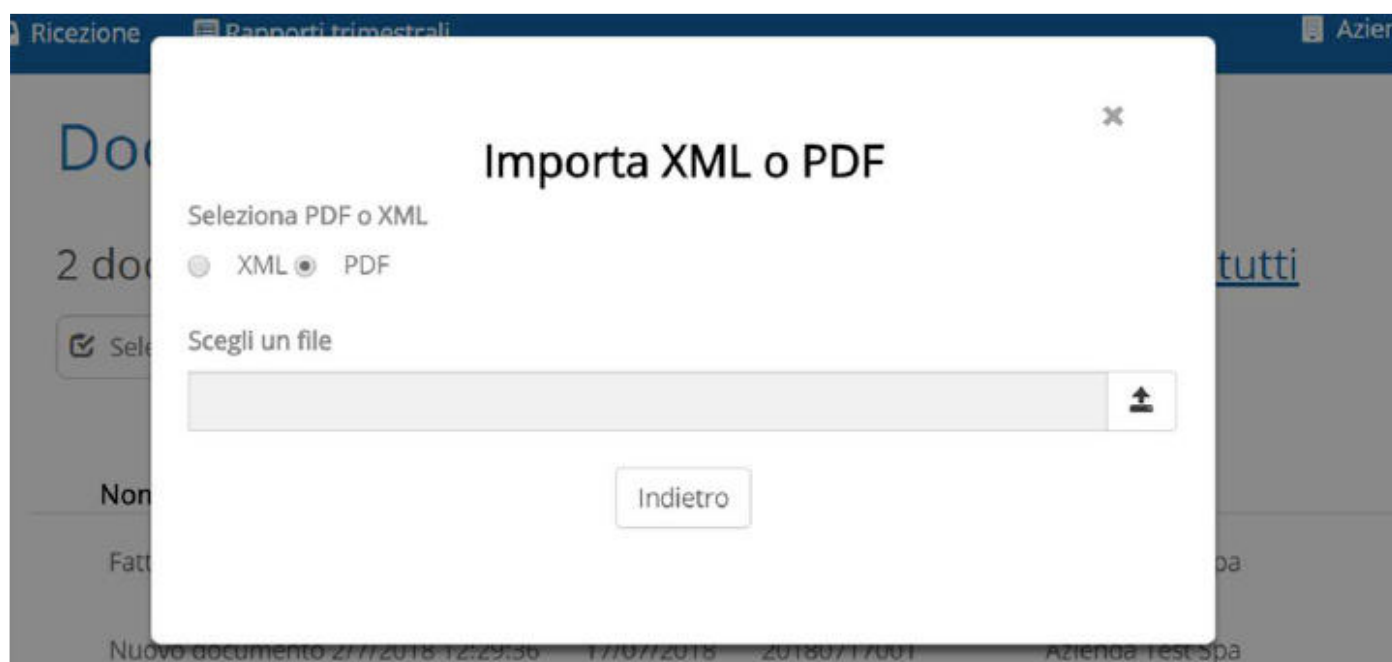 Ricezione Rapporti trimestrali Azien
Doc
Importa XML o PDF
Seleziona PDF o XML
2 doc XML PDF tutti
Sele Scegli un file
Non Indietro
Fatt pa
Nuovo documento 2/7/2018 12:29:36 17/07/2018 20180717001 Azienda Test Spa